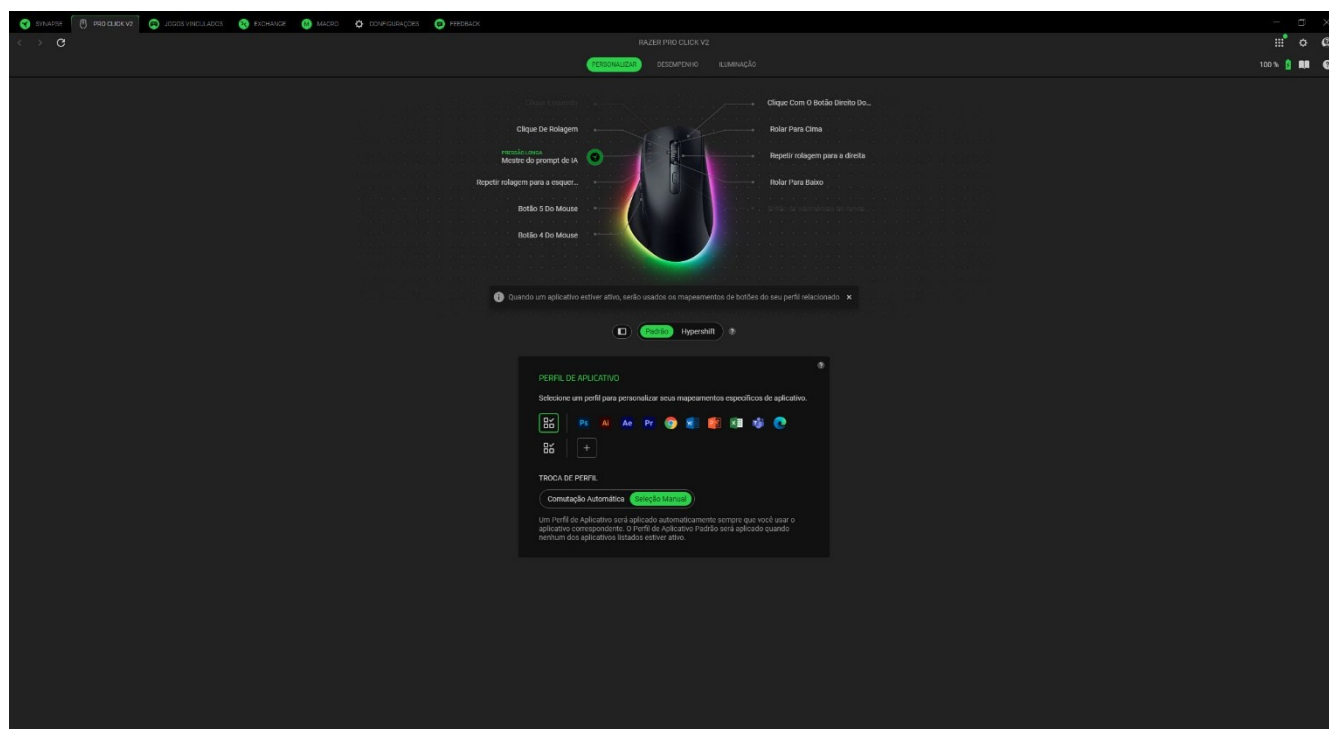 SYNAPSE PRO CLICK V2 JOGOS VINCULADOS EXCHANGE MACRO CONFIGURAÇÕES FEEDBACK
RAZER PRO CLICK V2
PERSONALIZAR DESEMPENHO ILUMINAÇÃO
100 %
Clique Com O Botão Direito Do...
Clique De Rolagem
Rolar Para Cima
PRESSÃO LONGA
Mestre do prompt de IA
Repetir rolagem para a direita
Repetir rolagem para a esquer...
Rolar Para Baixo
Botão 5 Do Mouse
Botão 4 Do Mouse
Quando um aplicativo estiver ativo, serão usados os mapeamentos de botões do seu perfil relacionado
Padrão Hypershift
PERFIL DE APLICATIVO
Selecione um perfil para personalizar seus mapeamentos específicos de aplicativo.
Ps Ai Ae Pr
TROCA DE PERFIL
Comutação Automática Seleção Manual
Um Perfil de Aplicativo será aplicado automaticamente sempre que você usar o
aplicativo correspondente. O Perfil de Aplicativo Padrão será aplicado quando
nenhum dos aplicativos listados estiver ativo.